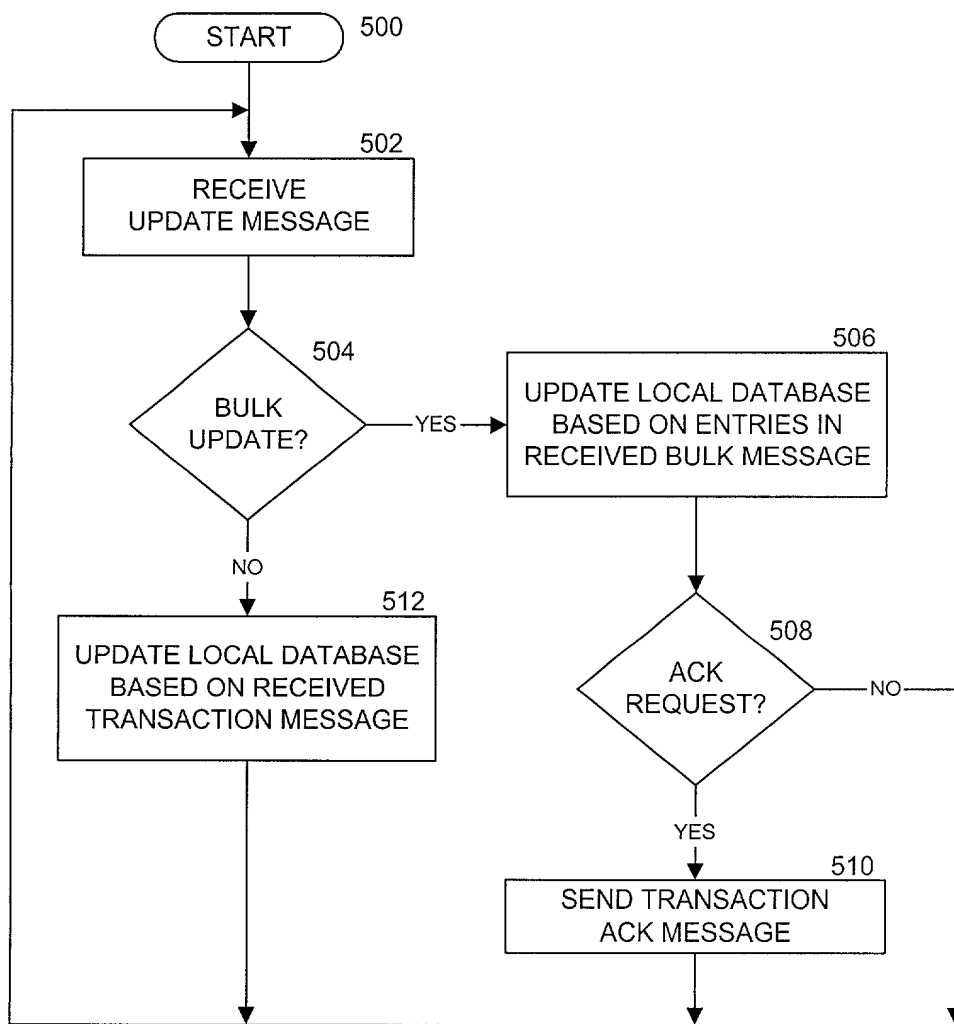 START
500
502
RECEIVE
UPDATE MESSAGE
504
BULK
UPDATE?
YES
506
UPDATE LOCAL DATABASE
BASED ON ENTRIES IN
RECEIVED BULK MESSAGE
NO
512
UPDATE LOCAL DATABASE
BASED ON RECEIVED
TRANSACTION MESSAGE
508
ACK
REQUEST?
NO
YES
510
SEND TRANSACTION
ACK MESSAGE